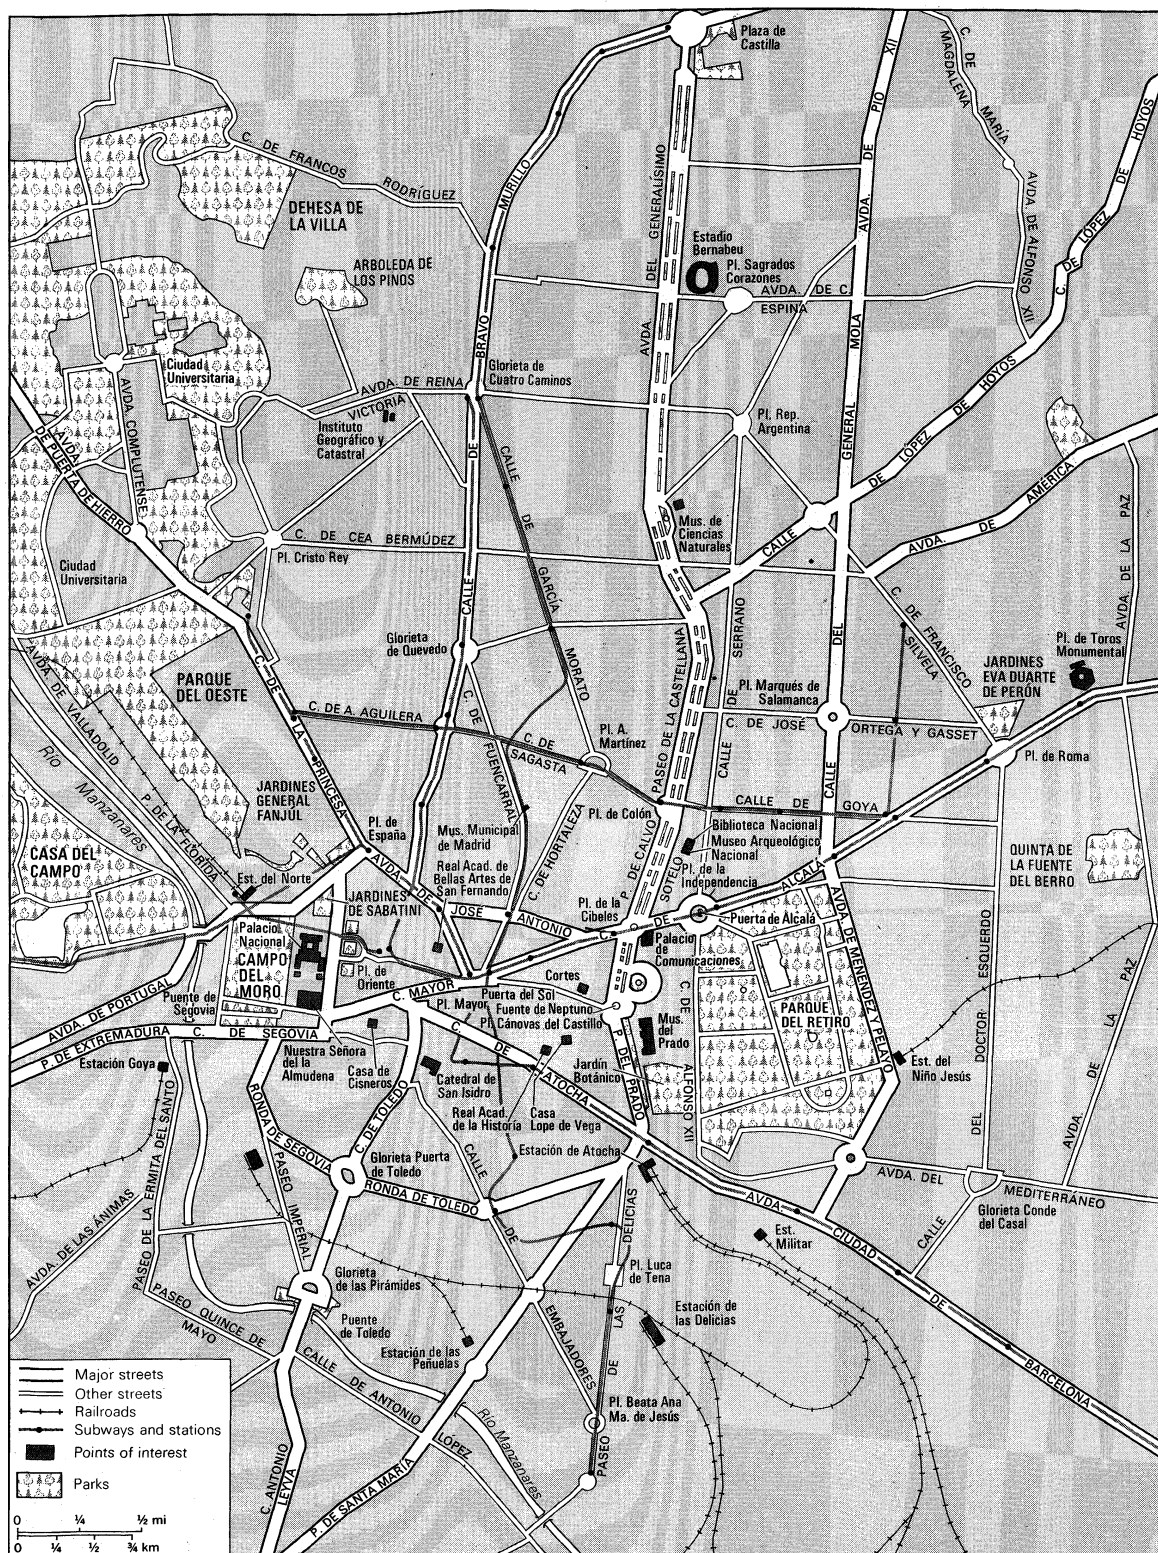 Plaza de
Castilla
C. DE
MAGDALENA
MARÍA
AVDA. DE PIO XII
C. DE FRANCOS RODRÍGUEZ
DEHESA DE
LA VILLA
ARBOLEDA DE
LOS PINOS
MURILLO
BRAVO
DE
CALLE
AVDA. DEL GENERALÍSIMO
Estadio
Bernabeu
Pl. Sagrados
Corazones
AVDA. DE C.
ESPINA
AVDA DE ALFONSO XII
C. DE LÓPEZ DE HOYOS
Ciudad
Universitaria
AVDA. DE REINA
VICTORIA
Glorieta de
Cuatro Caminos
Instituto
Geográfico y
Catastral
AVDA COMPLUTENSE
AVDA.
DE PUERTA DE HIERRO
CALLE DE GARCÍA MORATO
Pl. Rep.
Argentina
CALLE DEL GENERAL MOLA
CALLE DE LÓPEZ DE HOYOS
AVDA. DE AMÉRICA
AVDA DE LA PAZ
Mus. de
Ciencias
Naturales
C. DE CEA BERMÚDEZ
Pl. Cristo Rey
Ciudad
Universitaria
C. DE FRANCISCO
SILVELA
CALLE DE SERRANO
Glorieta
de Quevedo
Pl. de Toros
Monumental
JARDINES
EVA DUARTE
DE PERÓN
PARQUE
DEL OESTE
AVDA. DE VALLADOLID
Río Manzanares
P. DE LA FLORIDA
C. DE LA PRINCESA
C. DE A. AGUILERA
C. DE FUENCARRAL
C. DE
SAGASTA
Pl. A.
Martínez
PASEO DE LA CASTELLANA
Pl. Marqués de
Salamanca
C. DE JOSÉ
ORTEGA Y GASSET
Pl. de Roma
JARDINES
GENERAL
FANJÚL
Pl. de
España
CASA DEL
CAMPO
Est. del Norte
Mus. Municipal
de Madrid
Real Acad. de
Bellas Artes de
San Fernando
C. DE HORTALEZA
Pl. de Colón
CALLE DE GOYA
P. DE CALVO
SOTELO
Biblioteca Nacional
Museo Arqueológico
Nacional
Pl. de la
Independencia
QUINTA DE
LA FUENTE
DEL BERRO
JARDINES
DE SABATINI
AVDA DE JOSÉ ANTONIO
Pl. de la
Cibeles
C. DE ALCALÁ
Puerta de Alcalá
Palacio
de
Comunicaciones
Palacio
Nacional
CAMPO
DEL
MORO
Pl. de
Oriente
C. MAYOR
Pl. Mayor
Cortes
Puerta del Sol
Fuente de Neptuno
Pl. Cánovas del Castillo
AVDA. DE MENÉNDEZ Y PELAYO
PARQUE
DEL RETIRO
C. DE
ALFONSO XII
DOCTOR ESQUERDO
DEL
AVDA. DE LA PAZ
AVDA. DE PORTUGAL
Puente de
Segovia
P. DE EXTREMADURA
C. DE SEGOVIA
Estación Goya
Nuestra Señora
del la
Almudena
Casa de
Cisneros
Catedral de
San Isidro
C. DE ATOCHA
Real Acad.
de la Historía
Casa
Lope de Vega
Mus.
del
Prado
P. DEL PRADO
Jardín
Botánico
Est. del
Niño Jesús
RONDA DE SEGOVIA
C. DE TOLEDO
CALLE
DE
EMBAJADORES
PASEO IMPERIAL
Glorieta Puerta
de Toledo
RONDA DE TOLEDO
Estación de Atocha
AVDA. DEL MEDITERRÁNEO
Glorieta Conde
del Casal
CALLE
AVDA. DE LAS ÁNIMAS
PASEO DE LA ERMITA DEL SANTO
Glorieta
de las Pirámides
Puente
de Toledo
PASEO QUINCE DE
MAYO
PASEO DE LAS DELICIAS
Pl. Luca
de Tena
Est.
Militar
Estación de
las Delicias
AVDA CIUDAD DE BARCELONA
Estación de las
Peñuelas
CALLE DE ANTONIO LÓPEZ
Río Manzanares
Pl. Beata Ana
Ma. de Jesús
C. ANTONIO
LEYVA
P. DE SANTA MARÍA
Major streets
Other streets
Railroads
Subways and stations
Points of interest
Parks
0 ¼ ½ mi
0 ¼ ½ ¾ km